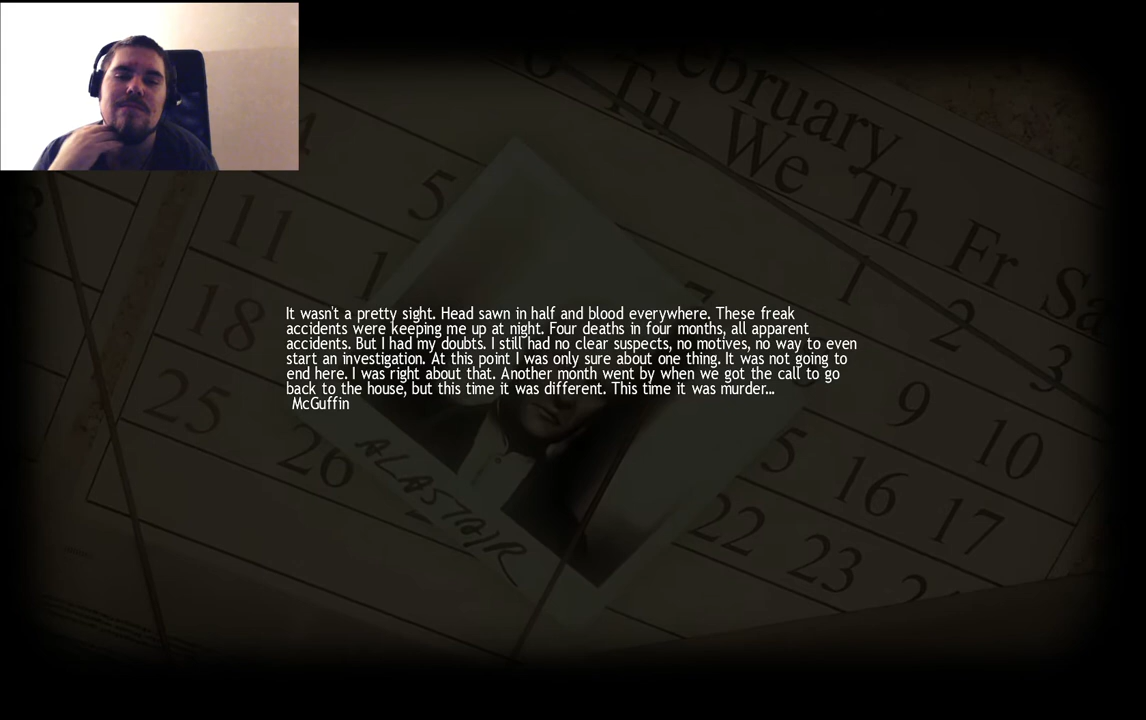 February
Tu We Th Fr Sa
1 2 3
5
11
9 10
18
15 16 17
25 26
22 23
It wasn't a pretty sight. Head sawn in half and blood everywhere. These freak
accidents were keeping me up at night. Four deaths in four months, all apparent
accidents. But I had my doubts. I still had no clear suspects, no motives, no way to even
start an investigation. At this point I was only sure about one thing. It was not going to
end here. I was right about that. Another month went by when we got the call to go
back to the house, but this time it was different. This time it was murder...
McGuffin
ALASTAIR